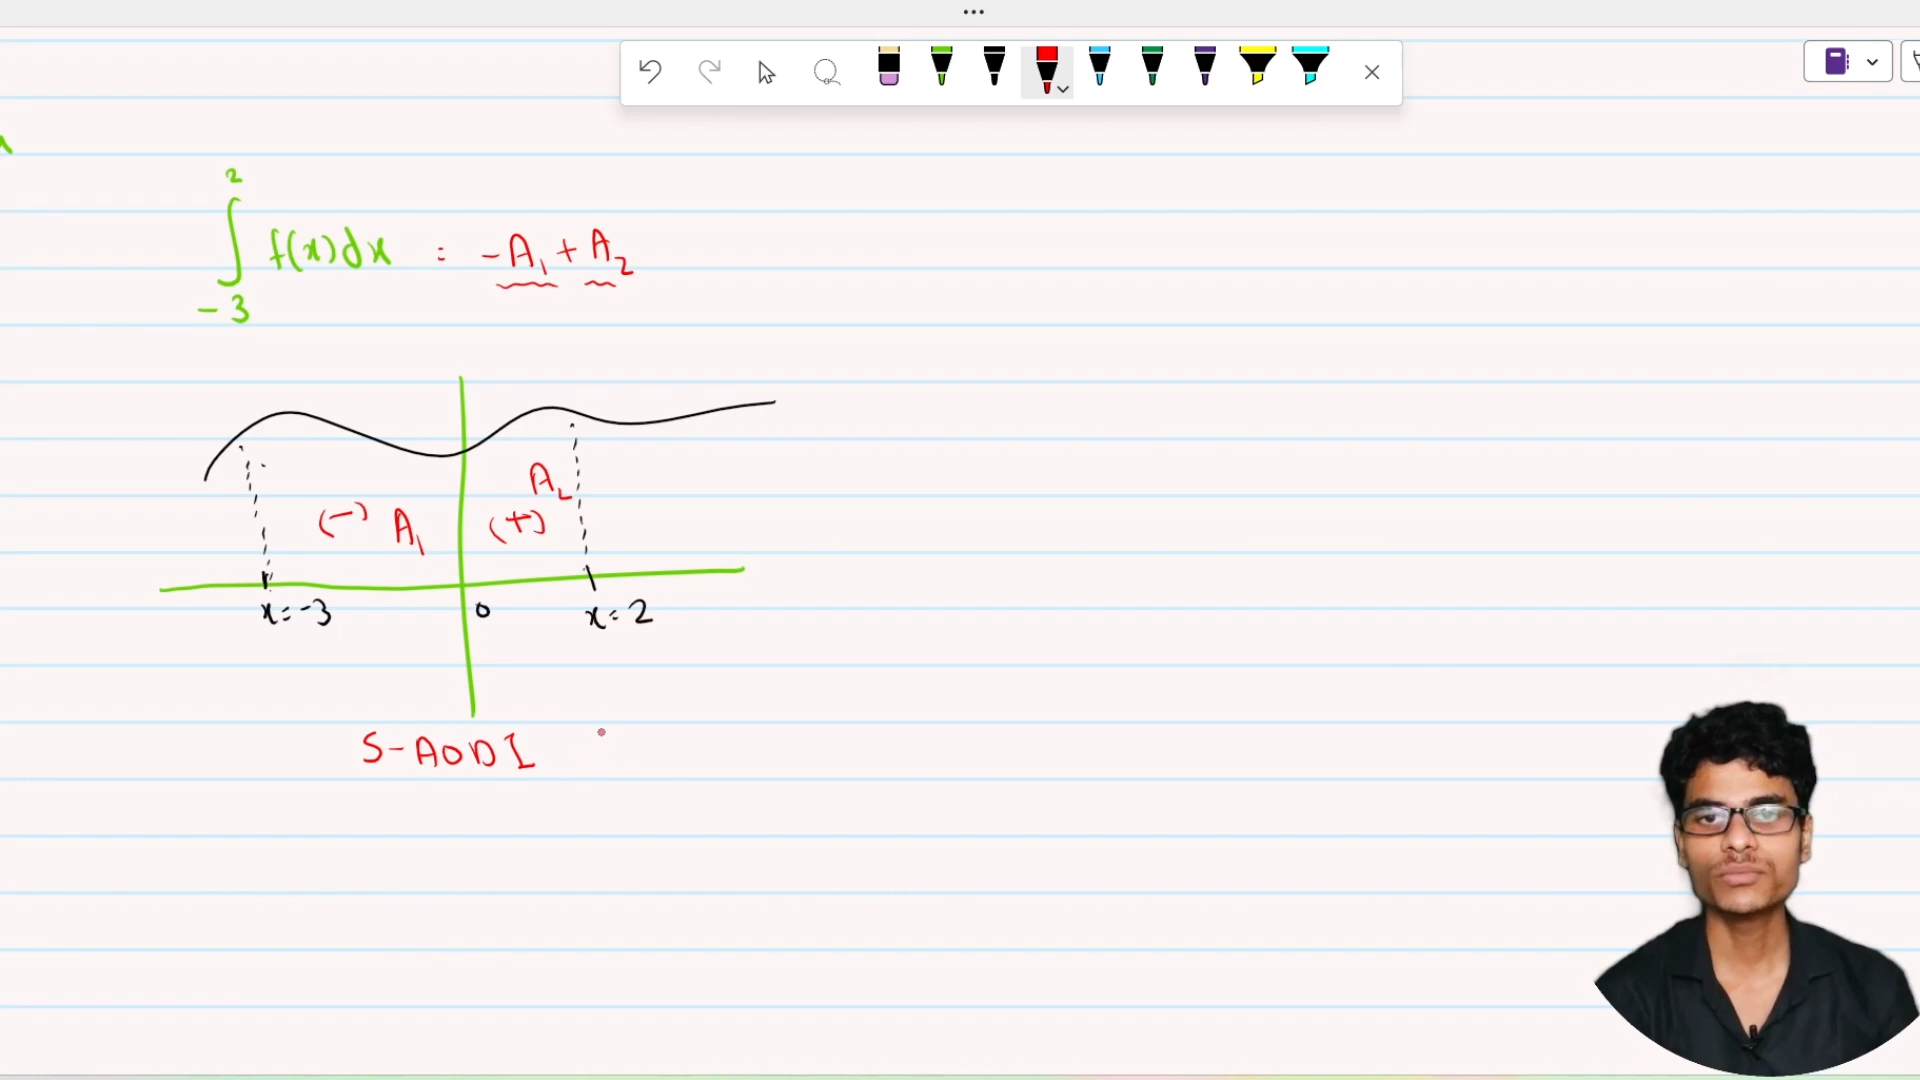 2
∫ f(x)dx = -A₁ + A₂
-3
A₂
(-) A₁ (+)
x=-3 0 x=2
S-AODI